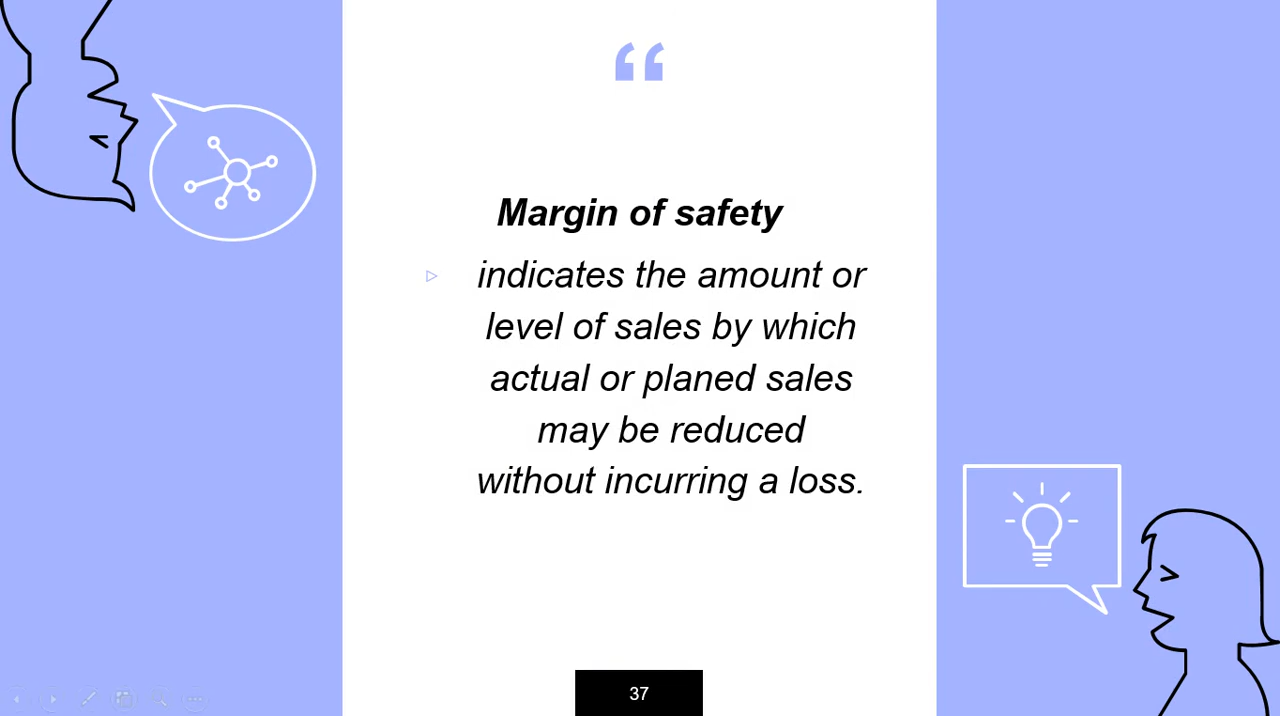 “
Margin of safety
indicates the amount or
level of sales by which
actual or planed sales
may be reduced
without incurring a loss.
37